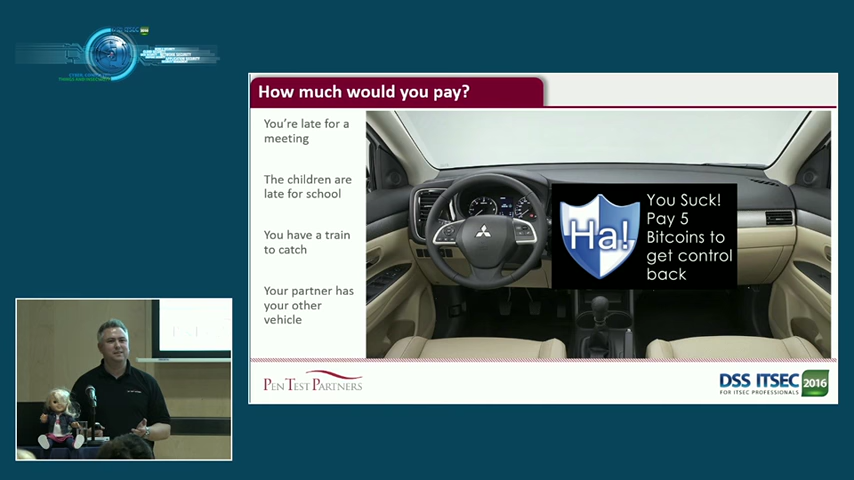 DSS ITSEC
How much would you pay?
You're late for a
meeting
The children are
late for school
You have a train
to catch
Your partner has
your other
vehicle
Ha!
You Suck!
Pay 5
Bitcoins to
get control
back
PEN TEST PARTNERS
DSS ITSEC 2016
FOR ITSEC PROFESSIONALS